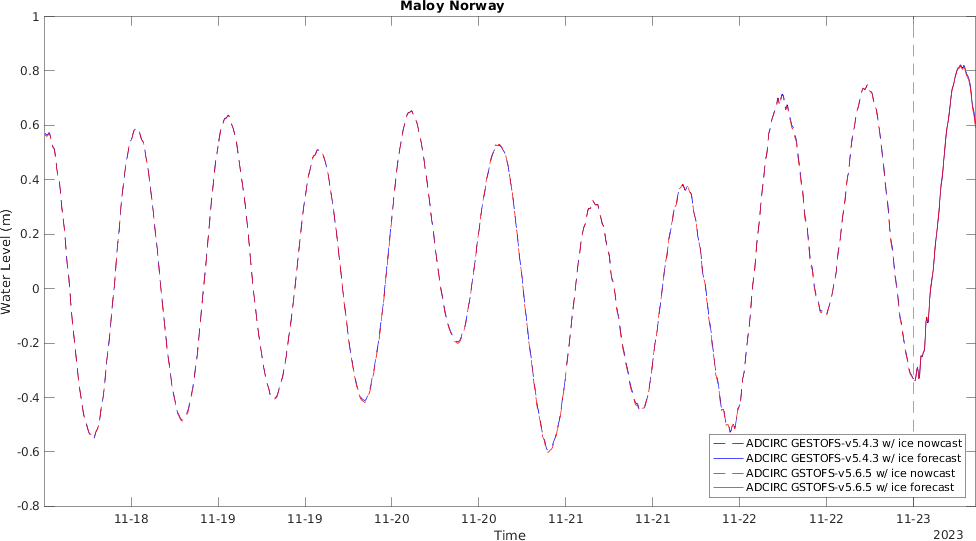 Maloy Norway
1
0.8
0.6
0.4
0.2
0
-0.2
-0.4
-0.6
-0.8
Water Level (m)
ADCIRC GESTOFS-v5.4.3 w/ ice nowcast
ADCIRC GESTOFS-v5.4.3 w/ ice forecast
ADCIRC GSTOFS-v5.6.5 w/ ice nowcast
ADCIRC GSTOFS-v5.6.5 w/ ice forecast
11-18 11-19 11-19 11-20 11-20 11-21 11-21 11-22 11-22 11-23
Time 2023